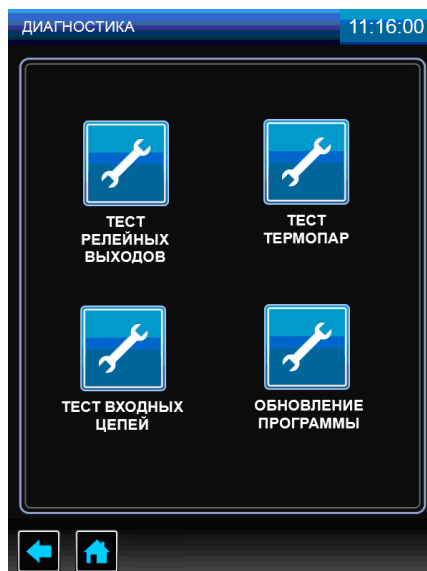 ДИАГНОСТИКА 11:16:00
ТЕСТ
РЕЛЕЙНЫХ
ВЫХОДОВ
ТЕСТ
ТЕРМОПАР
ТЕСТ ВХОДНЫХ
ЦЕПЕЙ
ОБНОВЛЕНИЕ
ПРОГРАММЫ